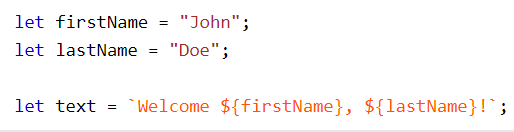 let firstName = "John";
let lastName = "Doe";
let text = `Welcome ${firstName}, ${lastName}!`;